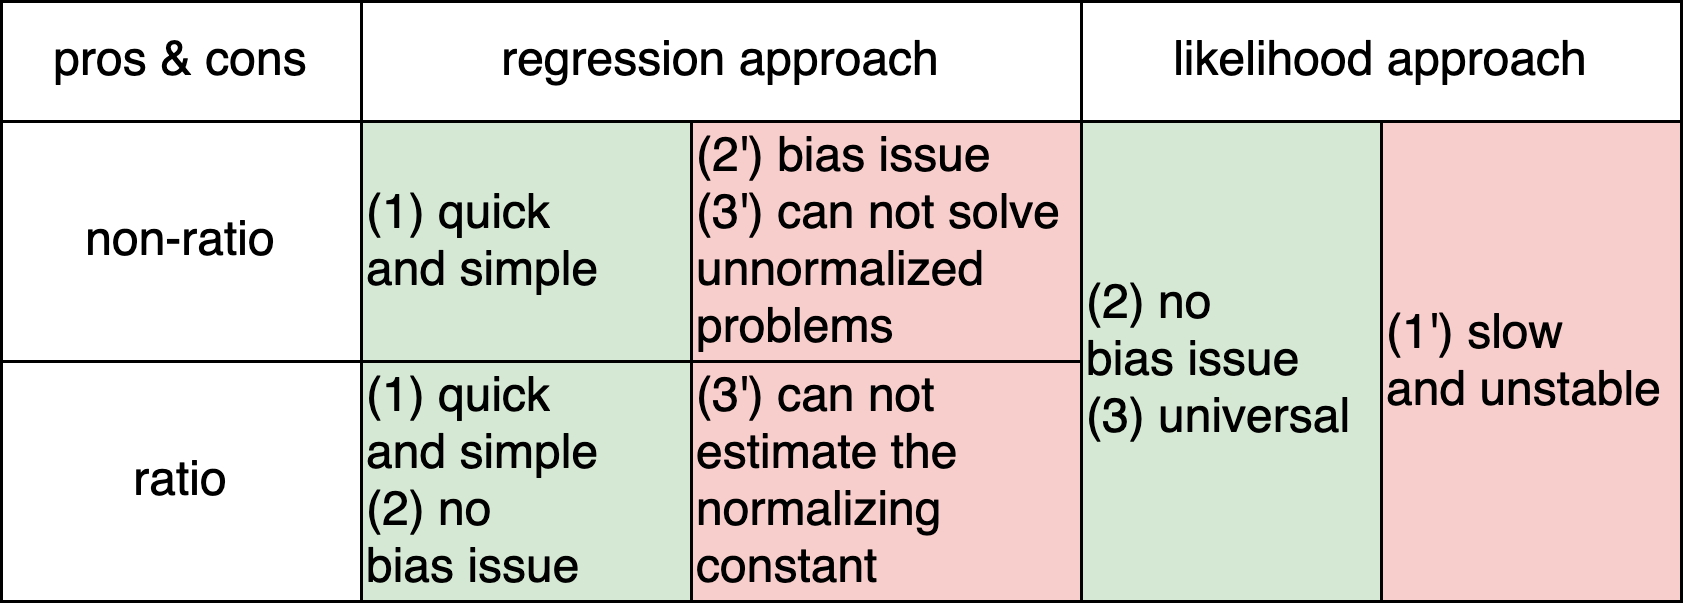 pros & cons
regression approach
likelihood approach
non-ratio
(1) quick
and simple
(2') bias issue
(3') can not solve
unnormalized
problems
(2) no
bias issue
(3) universal
(1') slow
and unstable
ratio
(1) quick
and simple
(2) no
bias issue
(3') can not
estimate the
normalizing
constant